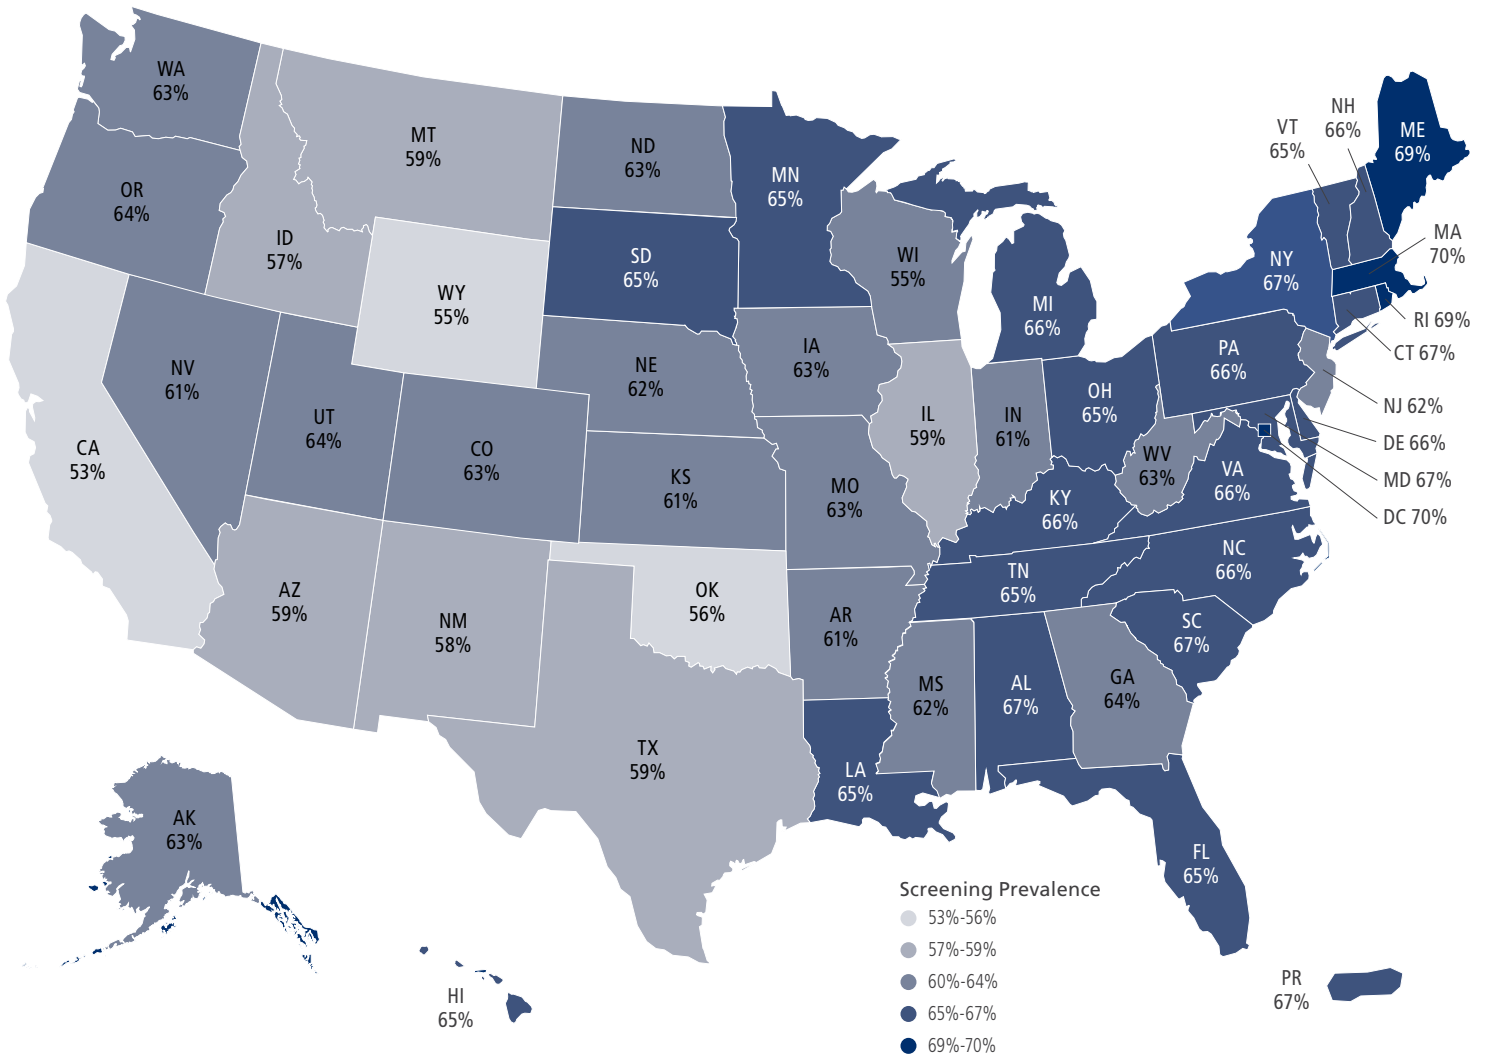 WA
63%
MT
59%
ND
63%
MN
65%
NH
66%
VT
65%
ME
69%
OR
64%
ID
57%
WY
55%
SD
65%
WI
55%
MI
66%
NY
67%
MA
70%
RI 69%
CT 67%
NV
61%
UT
64%
CO
63%
NE
62%
IA
63%
IL
59%
IN
61%
OH
65%
PA
66%
NJ 62%
DE 66%
MD 67%
DC 70%
CA
53%
KS
61%
MO
63%
KY
66%
WV
63%
VA
66%
AZ
59%
NM
58%
OK
56%
AR
61%
TN
65%
NC
66%
SC
67%
TX
59%
LA
65%
MS
62%
AL
67%
GA
64%
FL
65%
AK
63%
HI
65%
PR
67%
Screening Prevalence
53%-56%
57%-59%
60%-64%
65%-67%
69%-70%